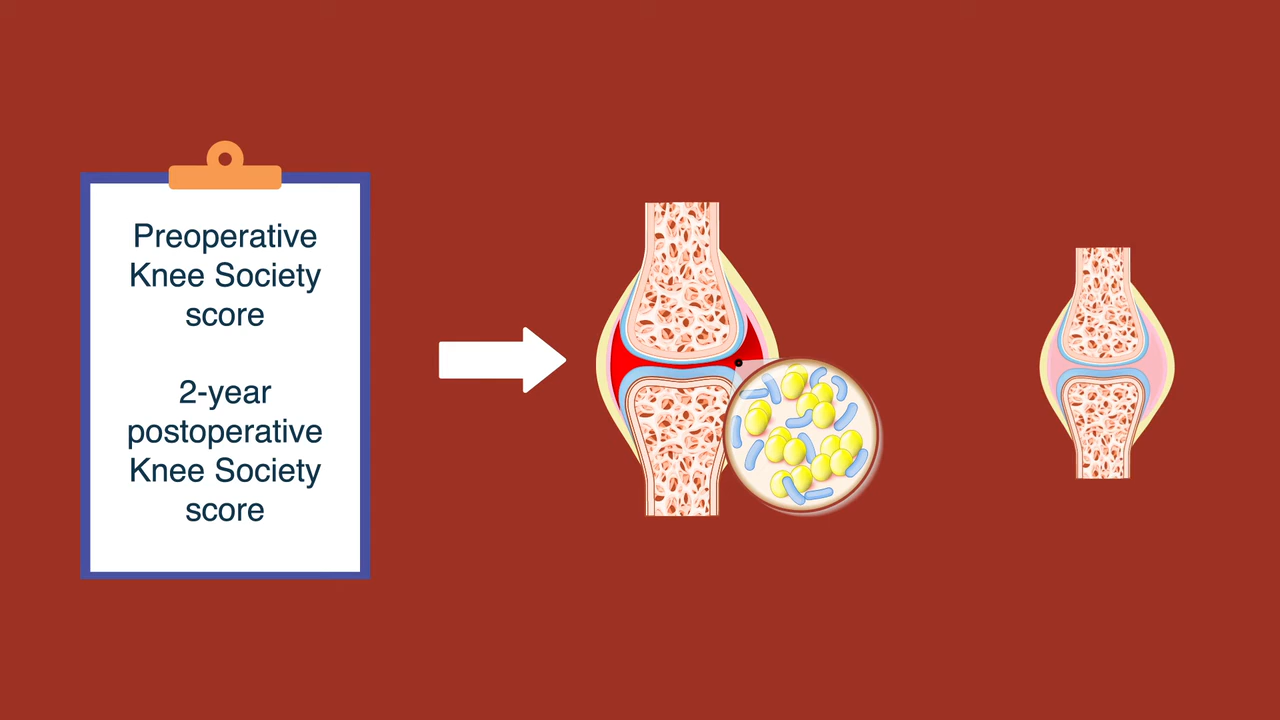 Preoperative
Knee Society
score
2-year
postoperative
Knee Society
score